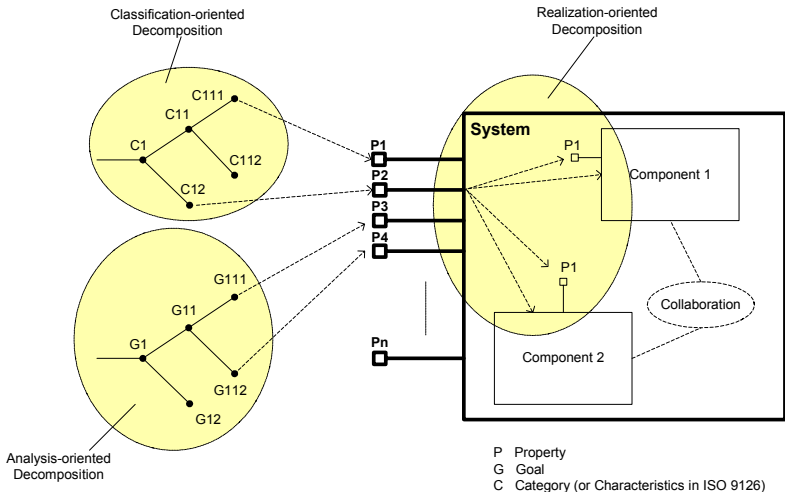 Classification-oriented
Decomposition
Realization-oriented
Decomposition
C111
C11
C1
C112
C12
P1
P2
P3
P4
Pn
System
P1
Component 1
P1
Collaboration
Component 2
G111
G11
G1
G112
G12
Analysis-oriented
Decomposition
P Property
G Goal
C Category (or Characteristics in ISO 9126)